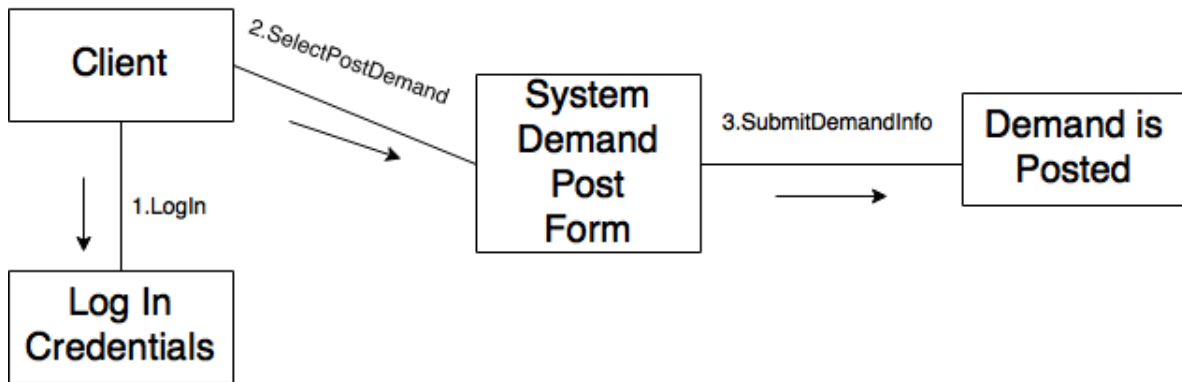 Client
2.SelectPostDemand
System
Demand
Post
Form
3.SubmitDemandInfo
Demand is
Posted
1.LogIn
Log In
Credentials